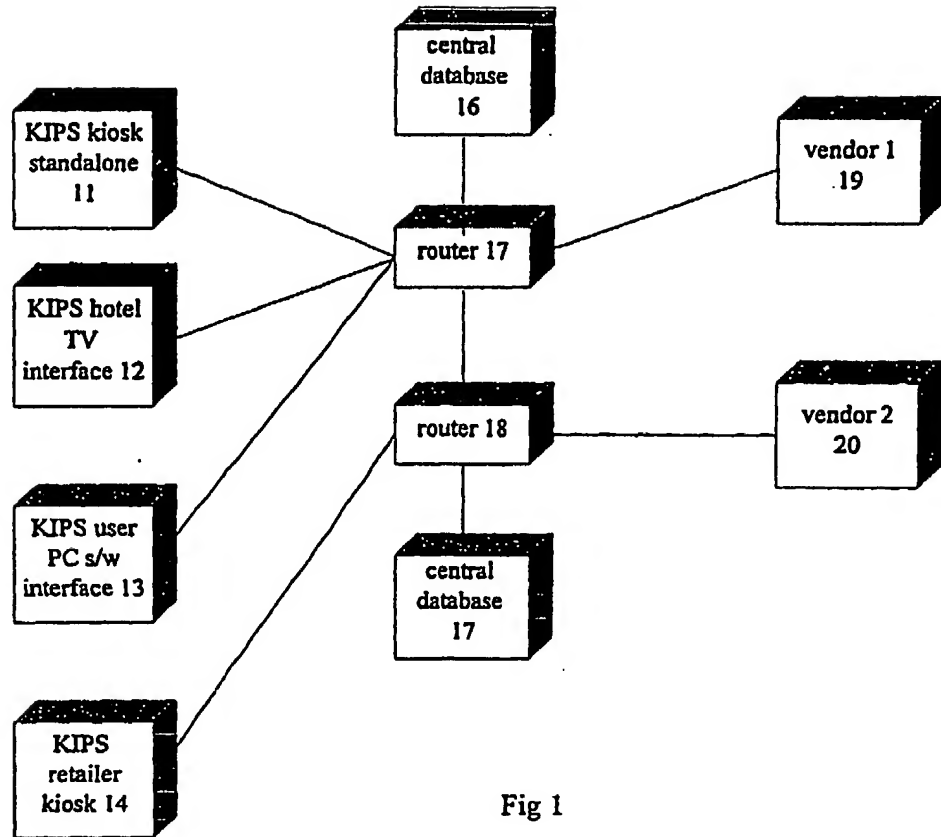 central
database
16
KIPS kiosk
standalone
11
vendor 1
19
router 17
KIPS hotel
TV
interface 12
router 18
vendor 2
20
KIPS user
PC s/w
interface 13
central
database
17
KIPS
retailer
kiosk 14
Fig 1